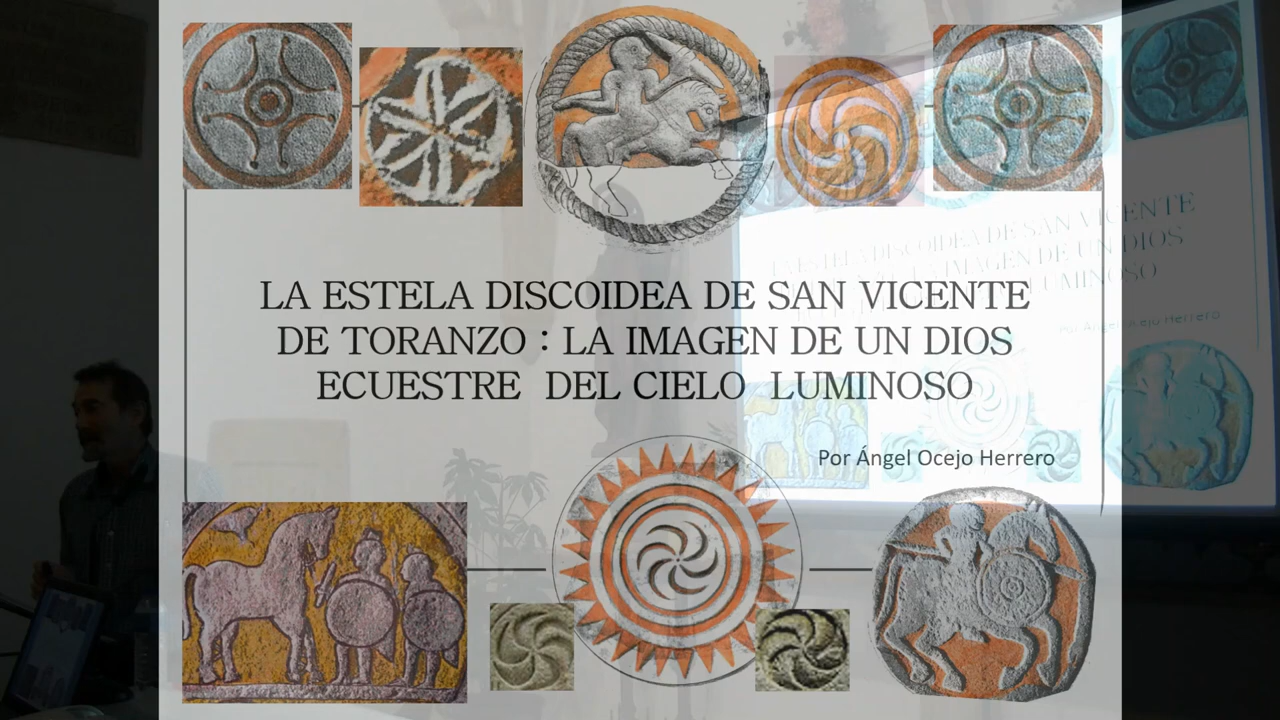 LA ESTELA DISCOIDEA DE SAN VICENTE
DE TORANZO : LA IMAGEN DE UN DIOS
ECUESTRE DEL CIELO LUMINOSO
Por Ángel Ocejo Herrero